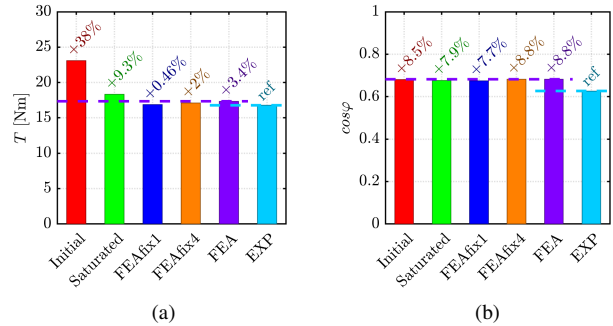 30
25
20
15
10
5
0
T [Nm]
+38%
+9.3%
+0.46%
+2%
+3.4%
ref
Initial
Saturated
FEAfix1
FEAfix4
FEA
EXP
(a)
1
0.8
0.6
0.4
0.2
0
cosφ
+8.5%
+7.9%
+7.7%
+8.8%
+8.8%
ref
Initial
Saturated
FEAfix1
FEAfix4
FEA
EXP
(b)